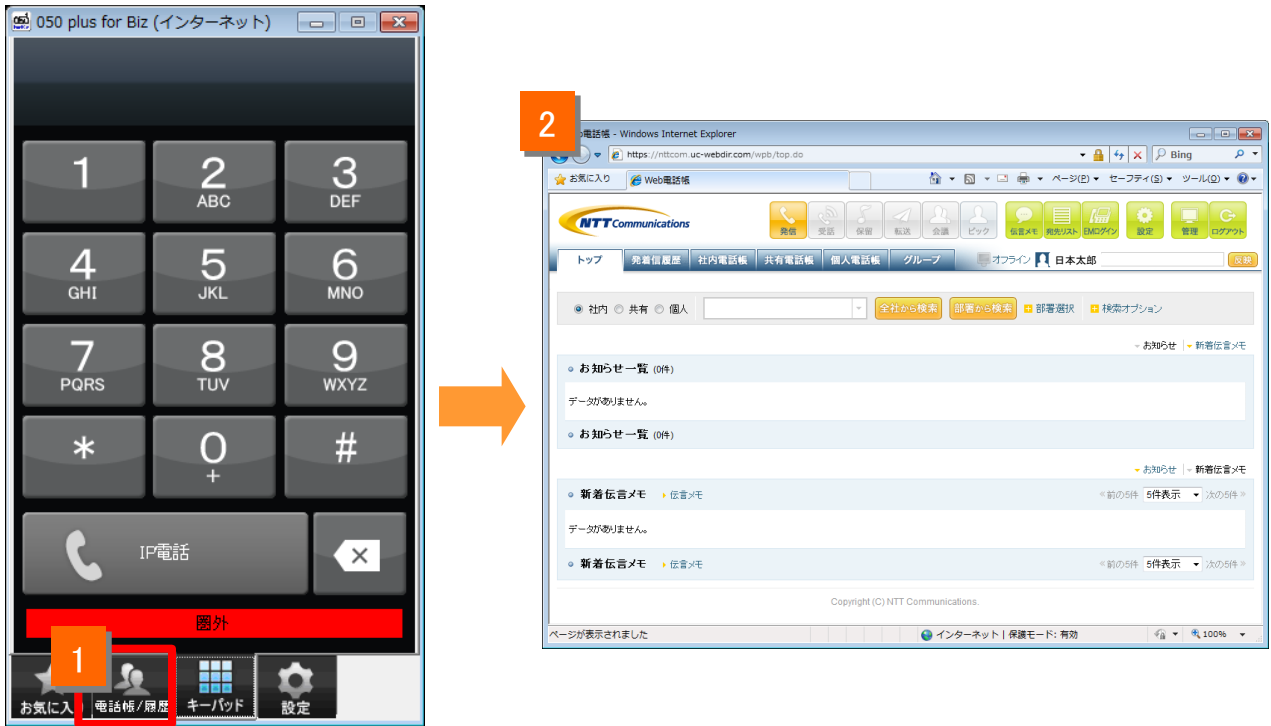 050 plus for Biz (インターネット)
1
2
ABC
3
DEF
4
GHI
5
JKL
6
MNO
7
PQRS
8
TUV
9
WXYZ
*
0
+
#
IP電話
圏外
1
お気に入
電話帳/履歴
キーパッド
設定
2
電話帳 - Windows Internet Explorer
https://nttcom.uc-webdir.com/wpb/top.do
Bing
お気に入り
Web電話帳
ページ(P)
セーフティ(S)
ツール(O)
NTT Communications
発信
受話
保留
転送
会議
ピック
伝言メモ
宛先リスト
EMログイン
設定
管理
ログアウト
トップ
発着信履歴
社内電話帳
共有電話帳
個人電話帳
グループ
オフライン
日本太郎
反映
社内
共有
個人
全社から検索
部署から検索
部署選択
検索オプション
お知らせ
新着伝言メモ
お知らせ一覧 (0件)
データがありません。
お知らせ一覧 (0件)
お知らせ
新着伝言メモ
新着伝言メモ
伝言メモ
«前の5件 5件表示 次の5件»
データがありません。
新着伝言メモ
伝言メモ
«前の5件 5件表示 次の5件»
Copyright (C) NTT Communications.
ページが表示されました
インターネット | 保護モード: 有効
100%